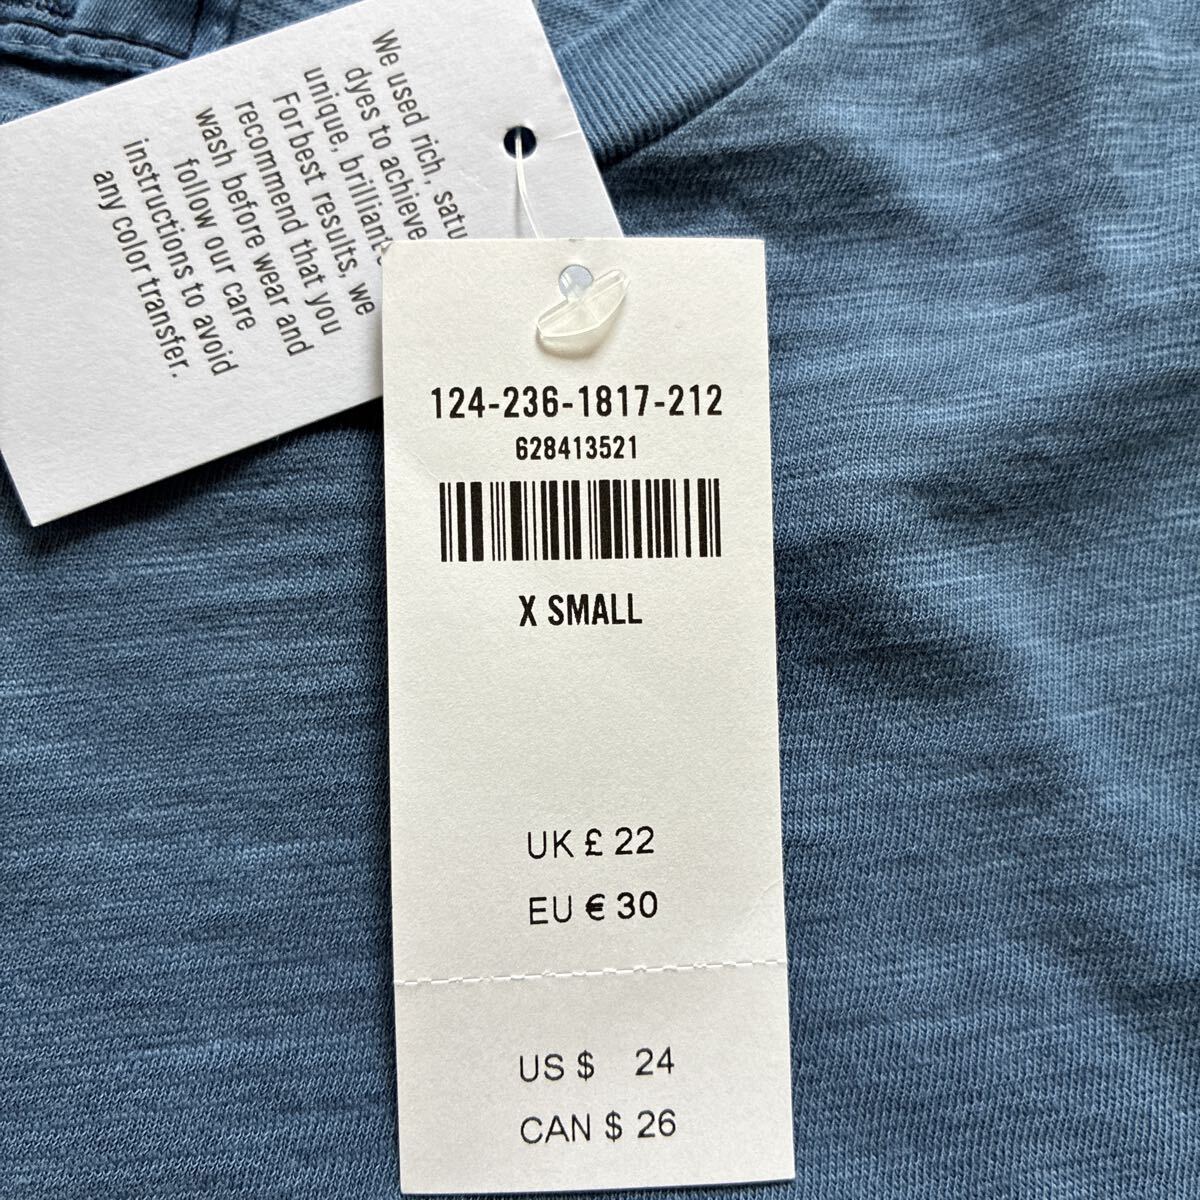 We used rich,
dyes to achieve
unique, brilliant
For best results, we
recommend that you
wash before wear and
follow our care
instructions to avoid
any color transfer.
124-236-1817-212
628413521
X SMALL
UK £ 22
EU € 30
US $ 24
CAN $ 26